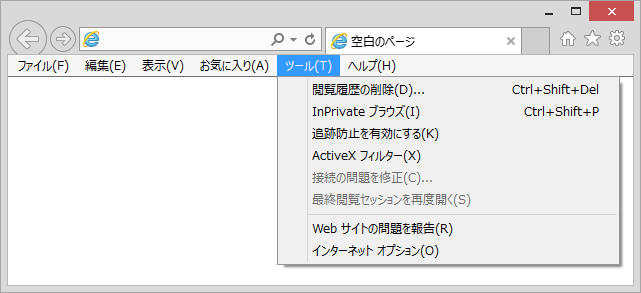 空白のページ
ファイル(F) 編集(E) 表示(V) お気に入り(A) ツール(T) ヘルプ(H)
閲覧履歴の削除(D)... Ctrl+Shift+Del
InPrivate ブラウズ(I) Ctrl+Shift+P
追跡防止を有効にする(K)
ActiveX フィルター(X)
接続の問題を修正(C)...
最終閲覧セッションを再度開く(S)
Web サイトの問題を報告(R)
インターネット オプション(O)